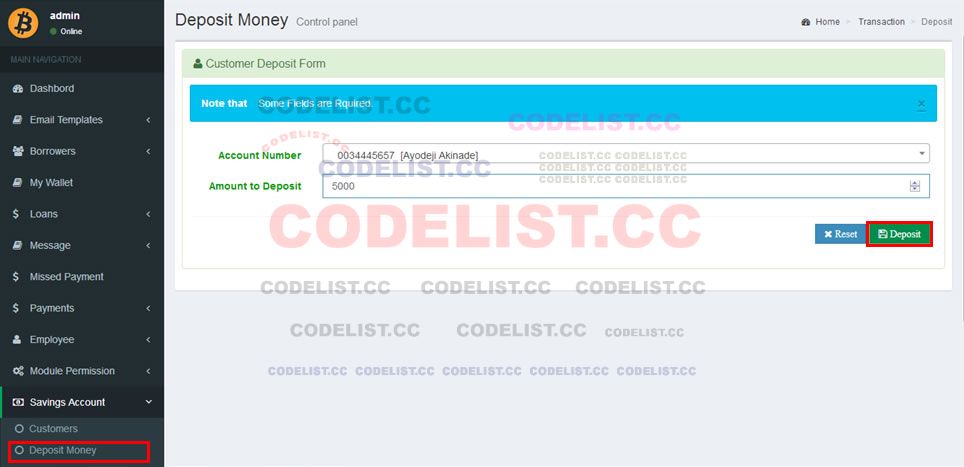 admin
Online
MAIN NAVIGATION
Dashbord
Email Templates
Borrowers
My Wallet
Loans
Message
Missed Payment
Payments
Employee
Module Permission
Savings Account
Customers
Deposit Money
Deposit Money Control panel
Home > Transaction > Deposit
Customer Deposit Form
Note that Some Fields are Rquired.
CODELIST.CC
CODELIST.CC
CODELIST.CC
Account Number 0034445657 [Ayodeji Akinade]
CODELIST.CC
CODELIST.CC CODELIST.CC
CODELIST.CC CODELIST.CC
CODELIST.CC CODELIST.CC
Amount to Deposit 5000
CODELIST.CC
Reset Deposit
CODELIST.CC CODELIST.CC CODELIST.CC
CODELIST.CC CODELIST.CC CODELIST.CC
CODELIST.CC CODELIST.CC CODELIST.CC CODELIST.CC CODELIST.CC